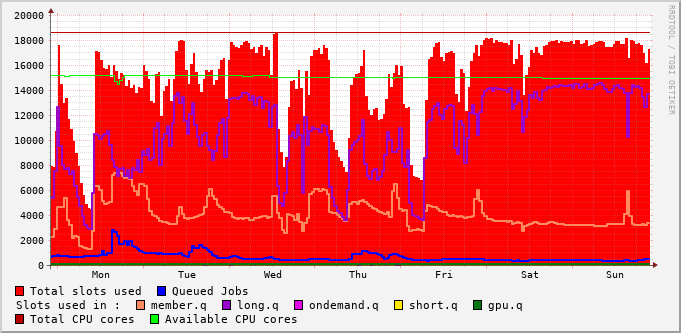 20000
18000
16000
14000
12000
10000
8000
6000
4000
2000
0
Mon Tue Wed Thu Fri Sat Sun
Total slots used Queued Jobs
Slots used in : member.q long.q ondemand.q short.q gpu.q
Total CPU cores Available CPU cores
RRDTOOL / TOBI OETIKER